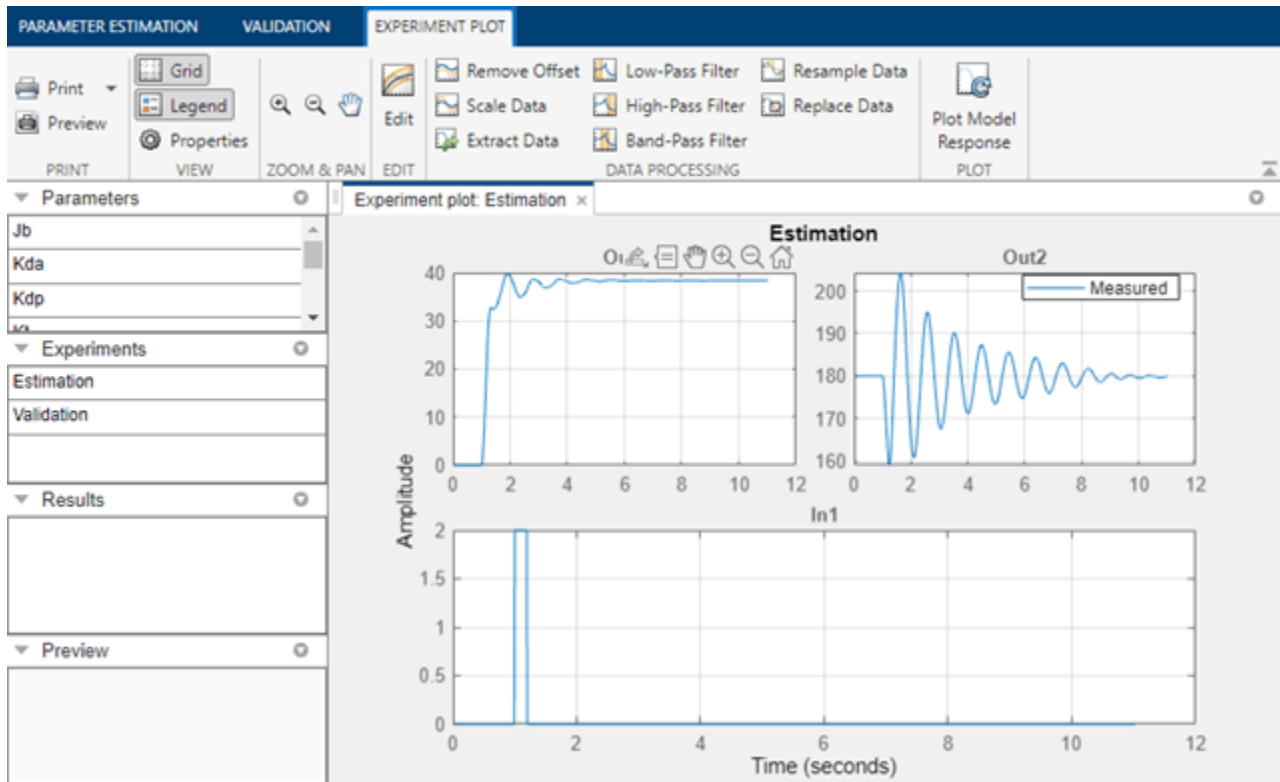 PARAMETER ESTIMATION VALIDATION EXPERIMENT PLOT
Print
Preview
PRINT
Grid
Legend
Properties
VIEW
ZOOM & PAN
Edit
EDIT
Remove Offset Low-Pass Filter Resample Data
Scale Data High-Pass Filter Replace Data
Extract Data Band-Pass Filter
DATA PROCESSING
Plot Model
Response
PLOT
Parameters
Jb
Kda
Kdp
Experiments
Estimation
Validation
Results
Preview
Experiment plot: Estimation ×
Estimation
40
30
20
10
0
0 2 4 6 8 10 12
Out2
Measured
200
190
180
170
160
0 2 4 6 8 10 12
Amplitude
In1
2
1.5
1
0.5
0
0 2 4 6 8 10 12
Time (seconds)